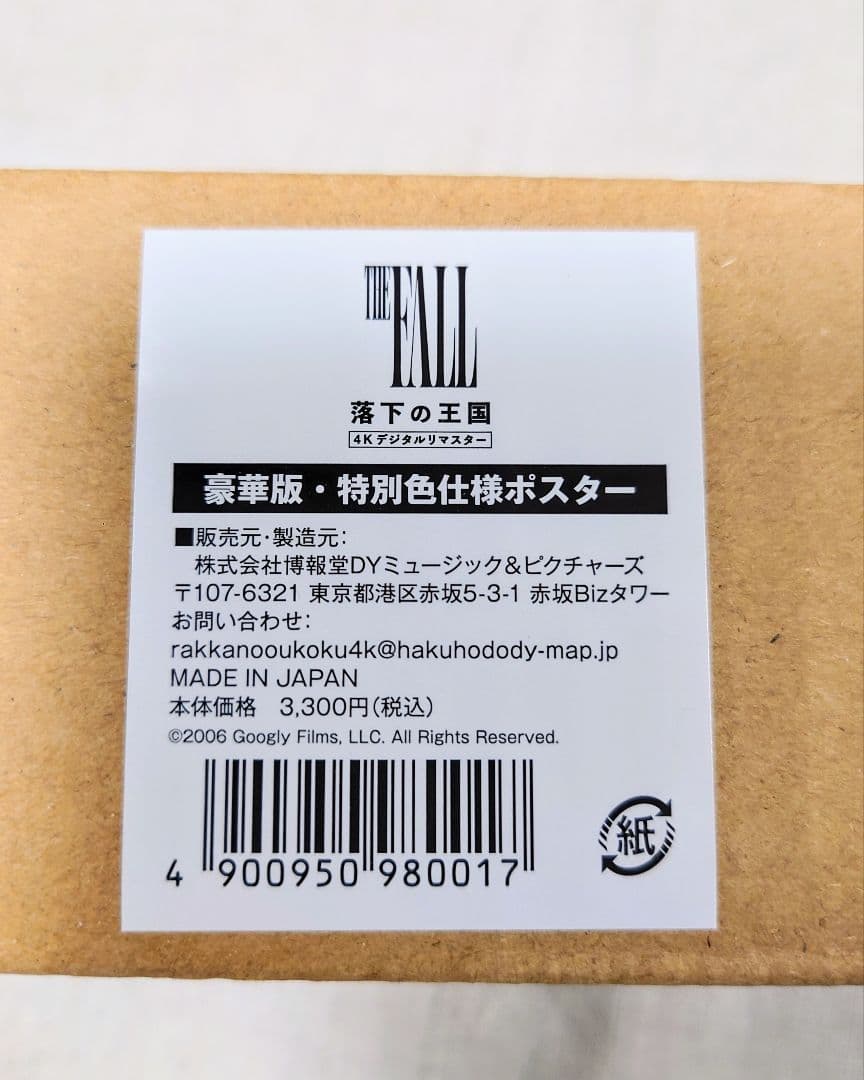 THE FALL
落下の王国
4Kデジタルリマスター
豪華版・特別色仕様ポスター
■販売元・製造元:
株式会社博報堂DYミュージック&ピクチャーズ
〒107-6321 東京都港区赤坂5-3-1 赤坂Bizタワー
お問い合わせ:
rakkanooukoku4k@hakuhodody-map.jp
MADE IN JAPAN
本体価格 3,300円(税込)
©2006 Googly Films, LLC. All Rights Reserved.
4 900950 980017
紙